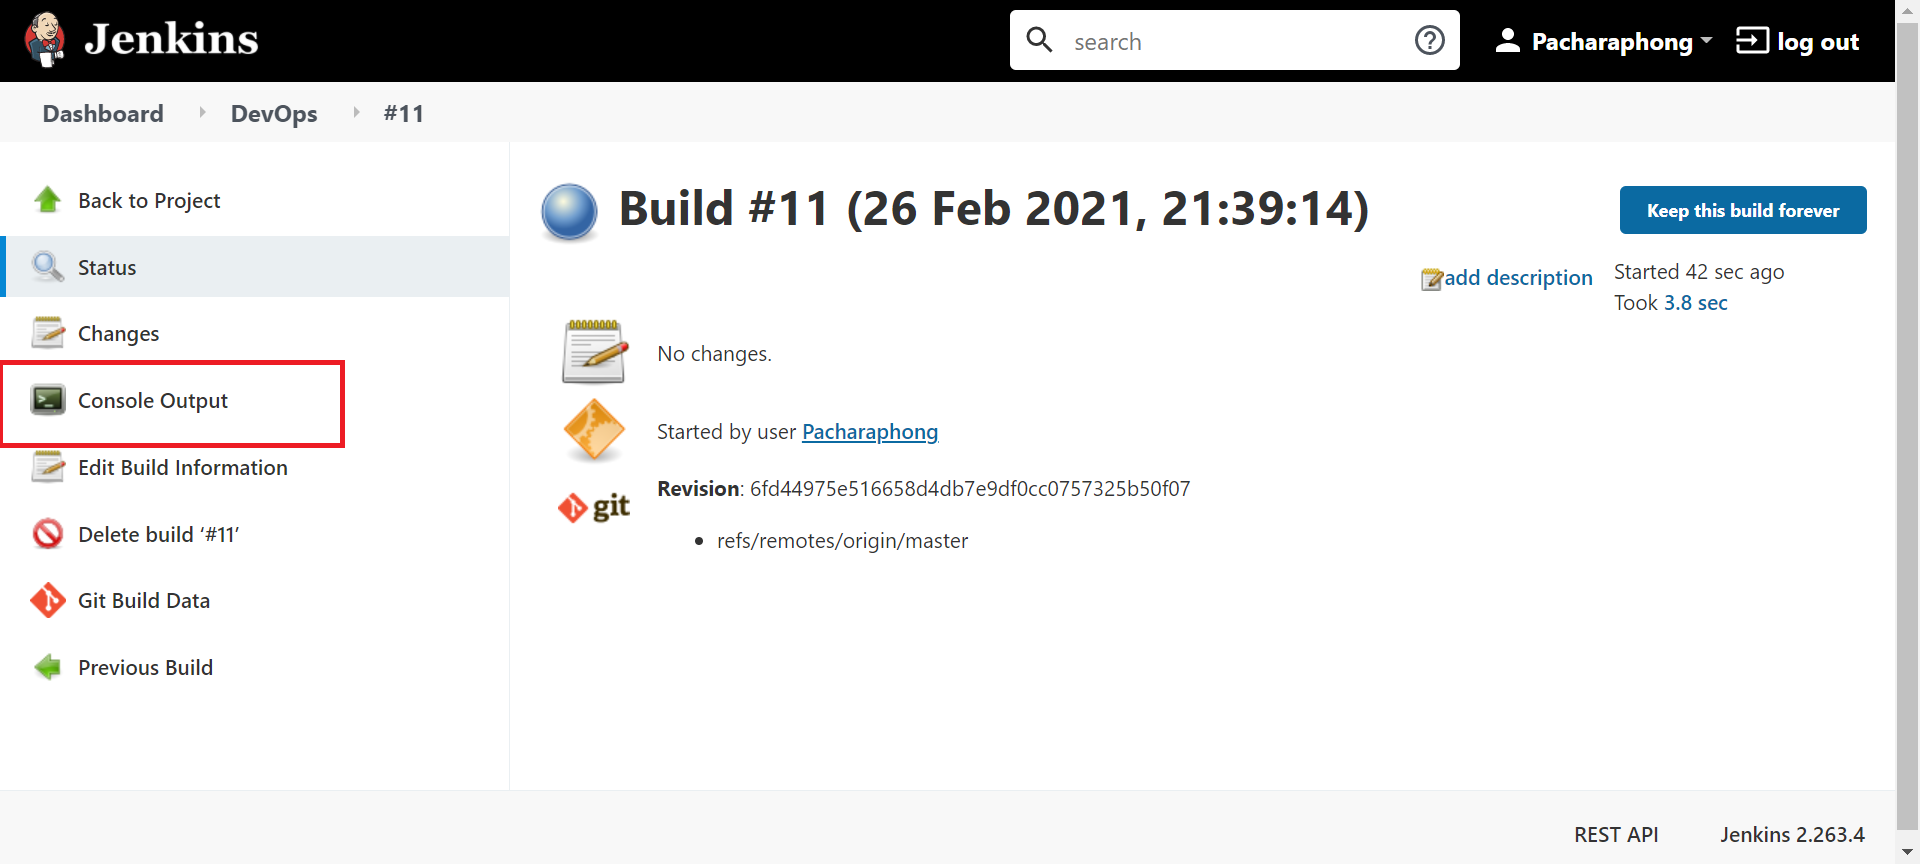 Jenkins
search
Pacharaphong
log out
Dashboard
DevOps
#11
Back to Project
Status
Changes
Console Output
Edit Build Information
Delete build ‘#11’
Git Build Data
Previous Build
Build #11 (26 Feb 2021, 21:39:14)
Keep this build forever
add description
Started 42 sec ago
Took 3.8 sec
No changes.
Started by user Pacharaphong
git
Revision: 6fd44975e516658d4db7e9df0cc0757325b50f07
refs/remotes/origin/master
REST API
Jenkins 2.263.4